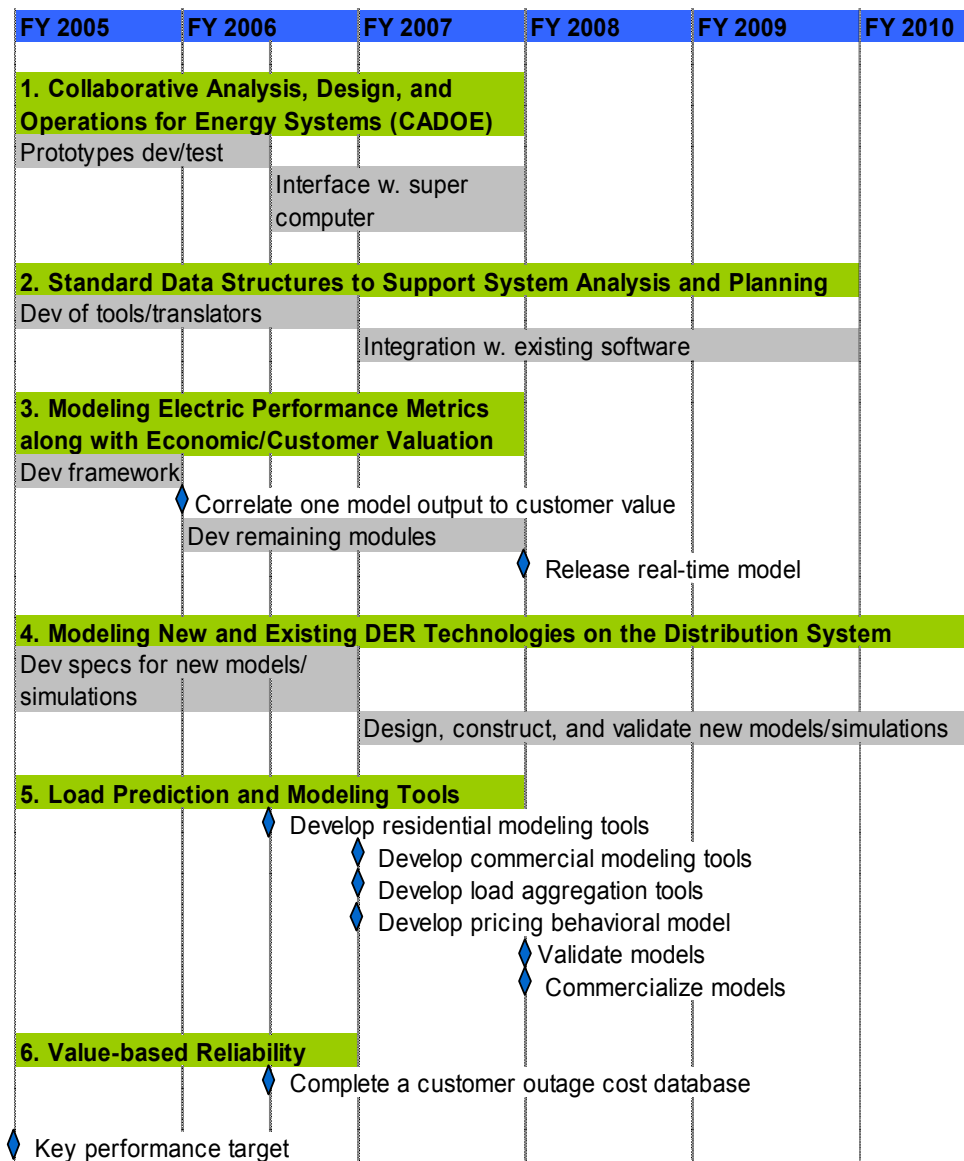 FY 2005 FY 2006 FY 2007 FY 2008 FY 2009 FY 2010
1. Collaborative Analysis, Design, and
Operations for Energy Systems (CADOE)
Prototypes dev/test
Interface w. super
computer
2. Standard Data Structures to Support System Analysis and Planning
Dev of tools/translators
Integration w. existing software
3. Modeling Electric Performance Metrics
along with Economic/Customer Valuation
Dev framework
Correlate one model output to customer value
Dev remaining modules
Release real-time model
4. Modeling New and Existing DER Technologies on the Distribution System
Dev specs for new models/
simulations
Design, construct, and validate new models/simulations
5. Load Prediction and Modeling Tools
Develop residential modeling tools
Develop commercial modeling tools
Develop load aggregation tools
Develop pricing behavioral model
Validate models
Commercialize models
6. Value-based Reliability
Complete a customer outage cost database
Key performance target